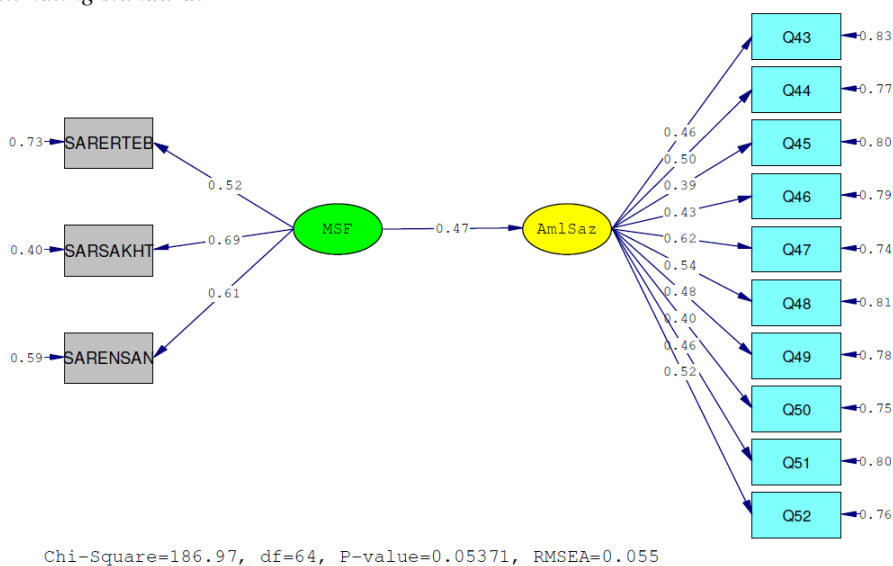 0.73
SARERTEB
0.52
0.40
SARSAKHT
0.69
0.59
SARENSAN
0.61
MSF
0.47
AmlSaz
0.46
Q43
0.83
0.50
Q44
0.77
0.39
Q45
0.80
0.43
Q46
0.79
0.62
Q47
0.74
0.54
Q48
0.81
0.48
Q49
0.78
0.40
Q50
0.75
0.46
Q51
0.80
0.52
Q52
0.76
Chi-Square=186.97, df=64, P-value=0.05371, RMSEA=0.055